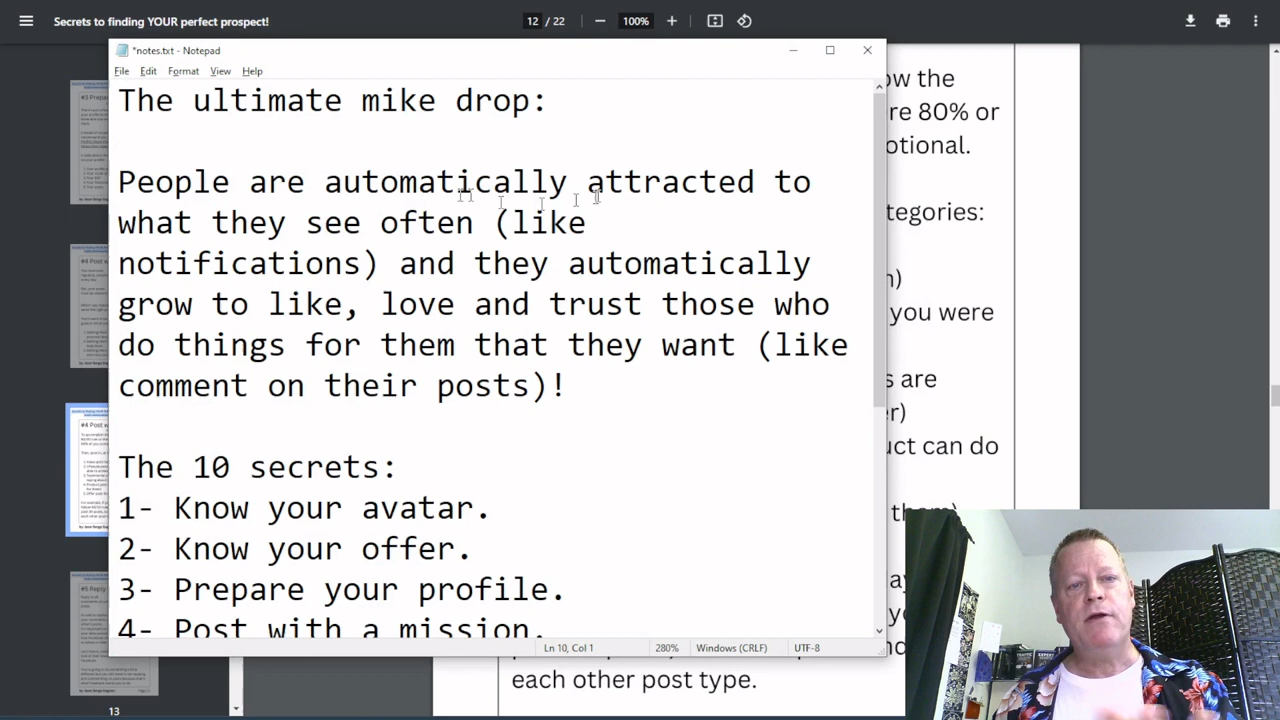 Secrets to finding YOUR perfect prospect!
12 / 22
100%
*notes.txt - Notepad
File Edit Format View Help
The ultimate mike drop:
People are automatically attracted to
what they see often (like
notifications) and they automatically
grow to like, love and trust those who
do things for them that they want (like
comment on their posts)!
The 10 secrets:
1- Know your avatar.
2- Know your offer.
3- Prepare your profile.
4- Post with a mission.
Ln 10, Col 1
280%
Windows (CRLF)
UTF-8
ow the
re 80% or
otional.
tegories:
n)
you were
s are
er)
uct can do
them)
each other post type.
13